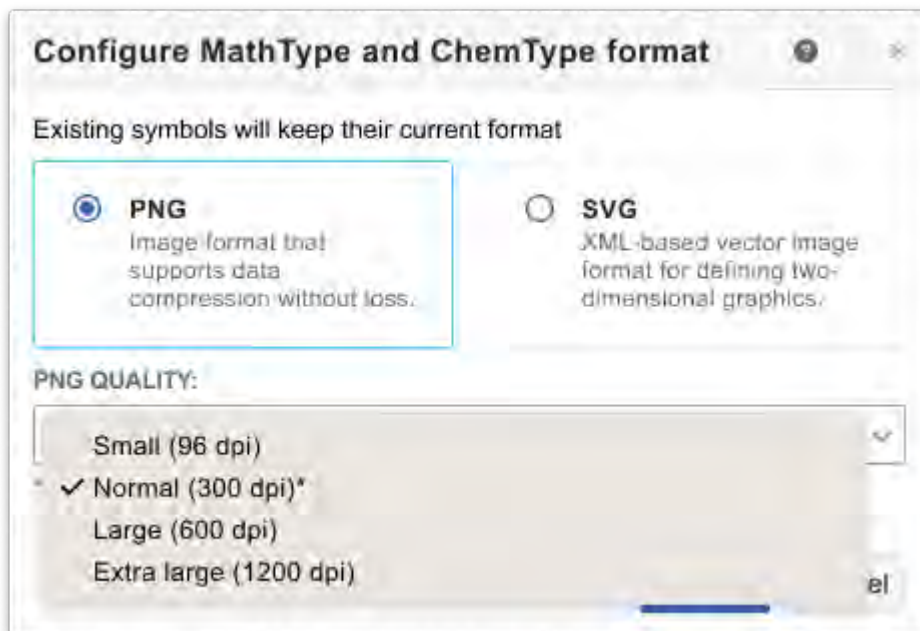 Configure MathType and ChemType format
Existing symbols will keep their current format
PNG
Image format that
supports data
compression without loss.
SVG
XML-based vector image
format for defining two-
dimensional graphics.
PNG QUALITY:
Small (96 dpi)
✓ Normal (300 dpi)*
Large (600 dpi)
Extra large (1200 dpi)
el